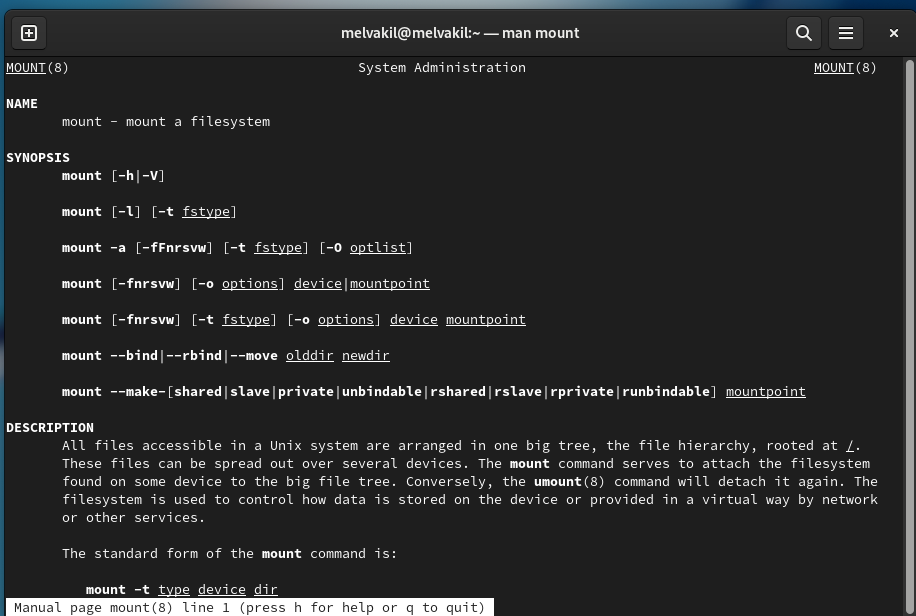 melvakil@melvakil:~ — man mount
MOUNT(8) System Administration MOUNT(8)
NAME
mount - mount a filesystem
SYNOPSIS
mount [-h|-V]
mount [-l] [-t fstype]
mount -a [-fFnrsvw] [-t fstype] [-O optlist]
mount [-fnrsvw] [-o options] device|mountpoint
mount [-fnrsvw] [-t fstype] [-o options] device mountpoint
mount --bind|--rbind|--move olddir newdir
mount --make-[shared|slave|private|unbindable|rshared|rslave|rprivate|runbindable] mountpoint
DESCRIPTION
All files accessible in a Unix system are arranged in one big tree, the file hierarchy, rooted at /.
These files can be spread out over several devices. The mount command serves to attach the filesystem
found on some device to the big file tree. Conversely, the umount(8) command will detach it again. The
filesystem is used to control how data is stored on the device or provided in a virtual way by network
or other services.
The standard form of the mount command is:
mount -t type device dir
Manual page mount(8) line 1 (press h for help or q to quit)